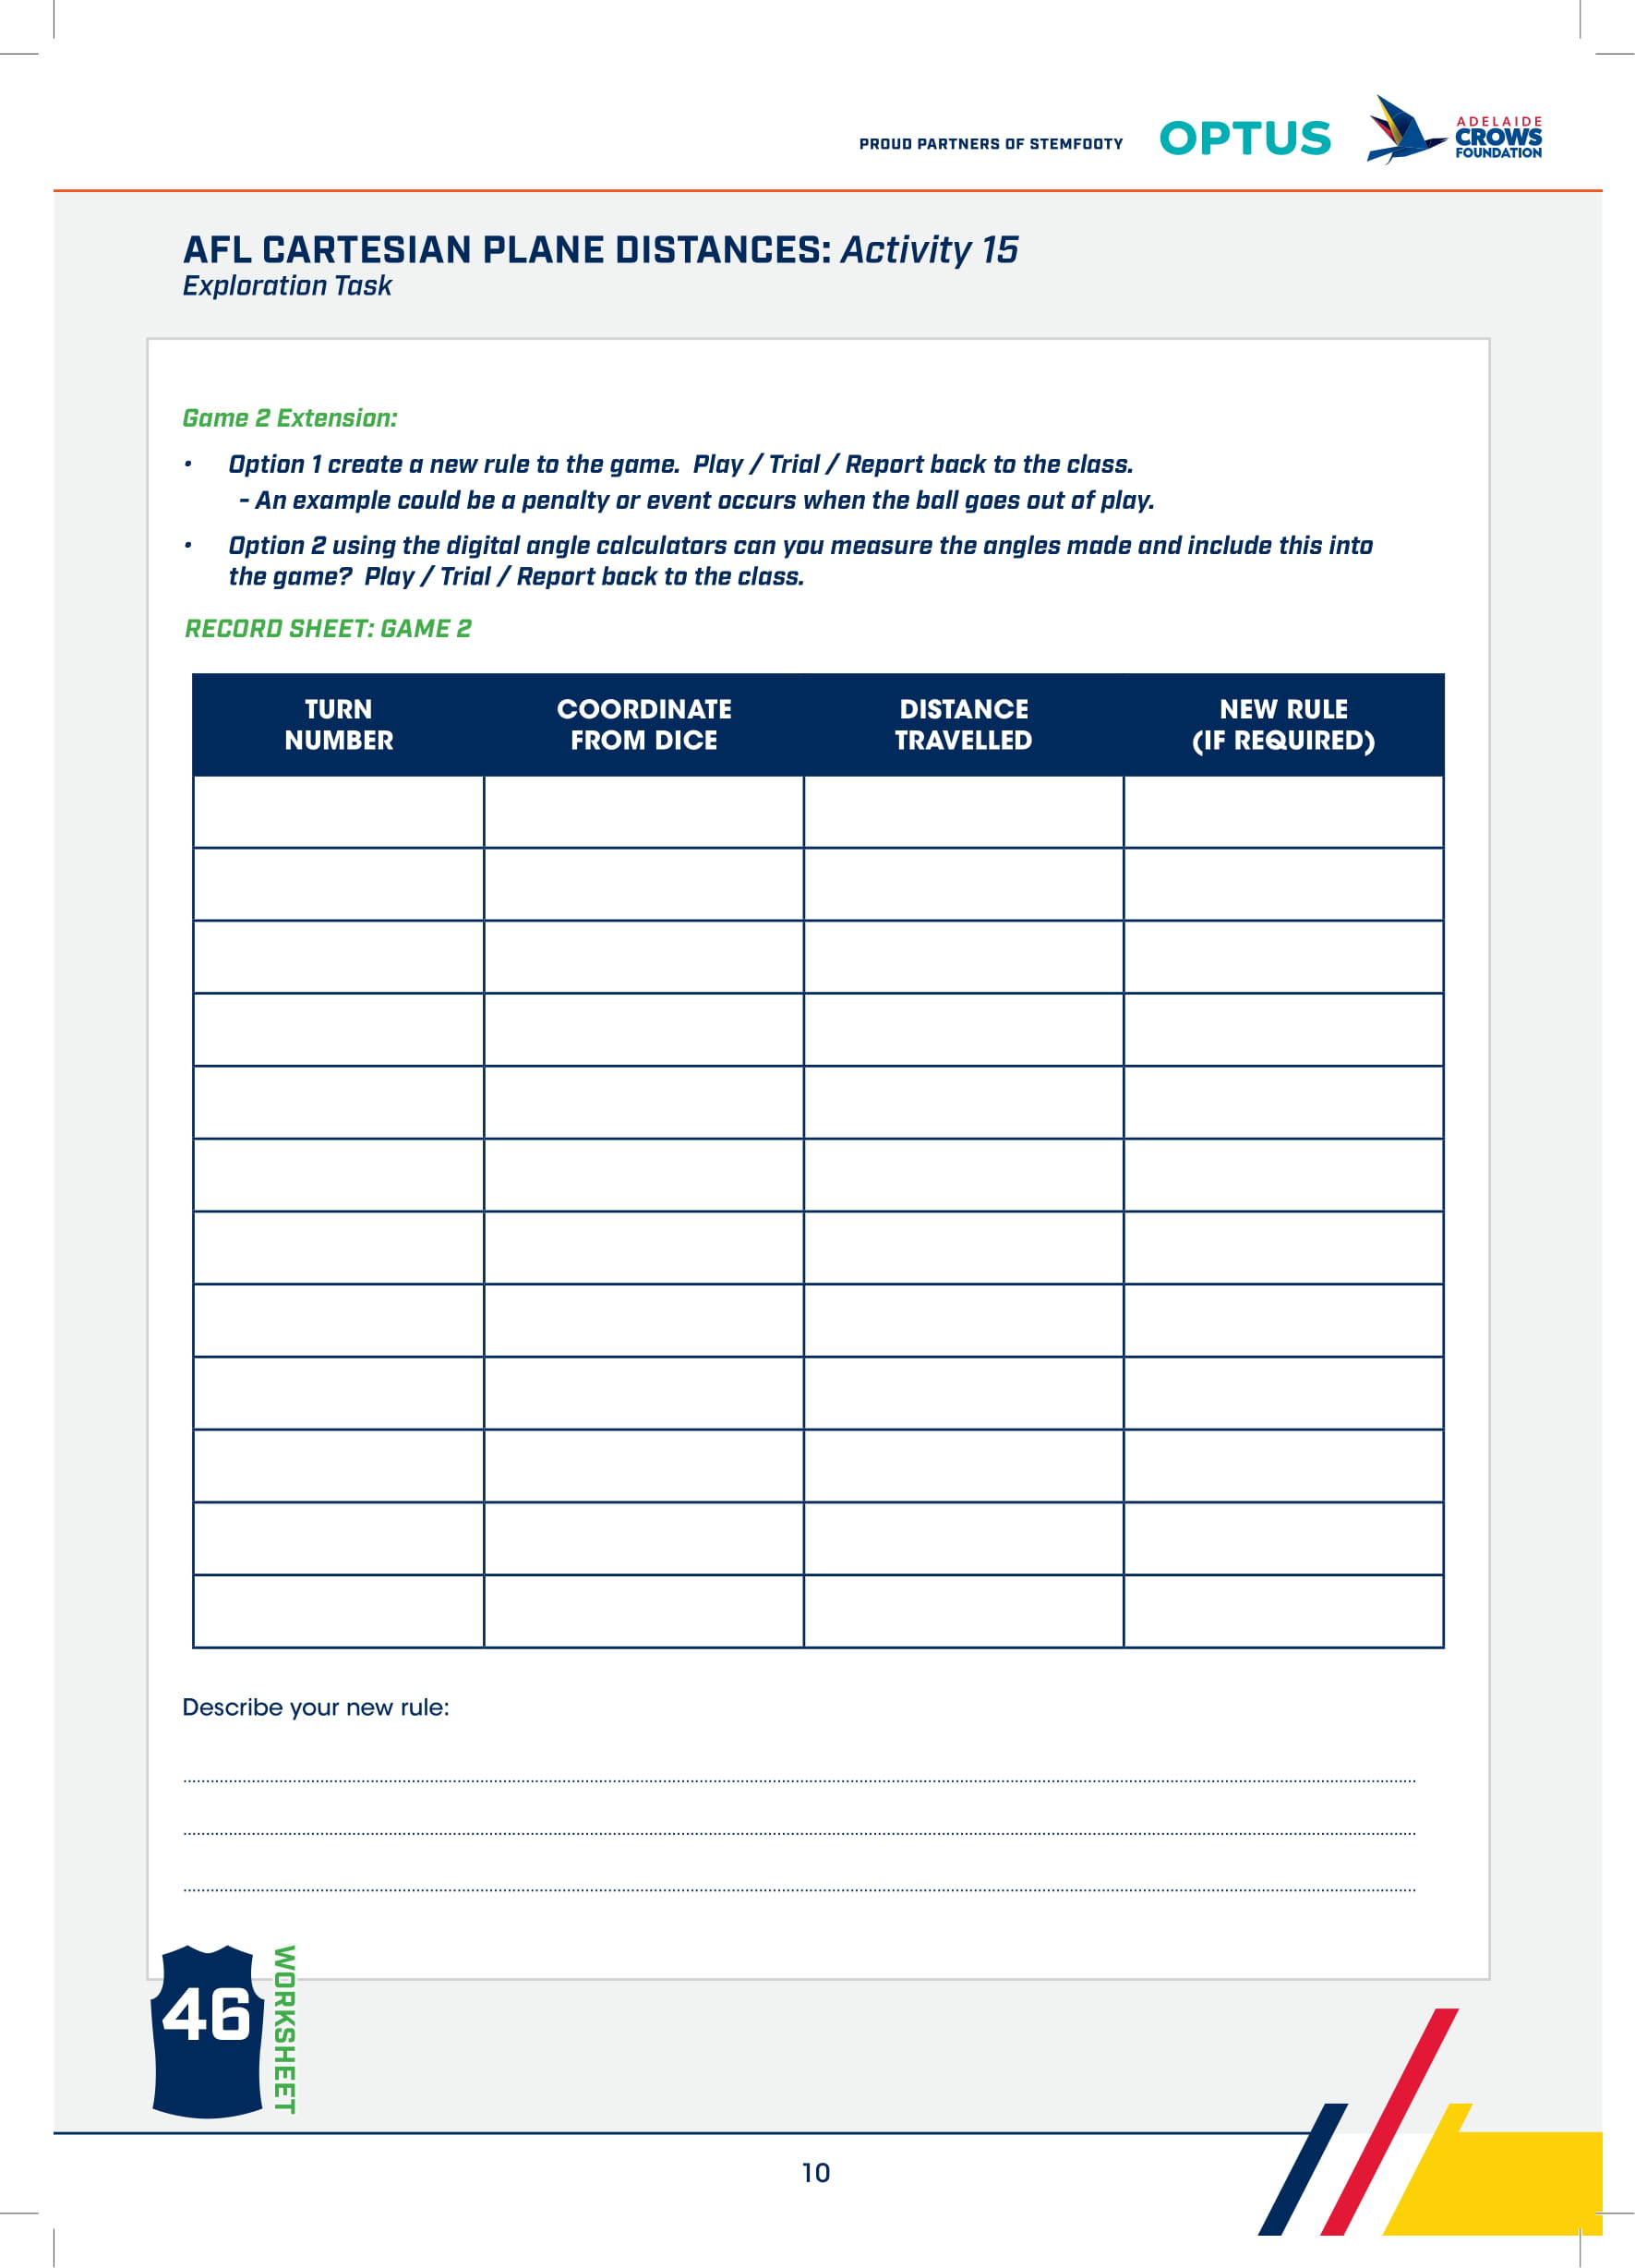 PROUD PARTNERS OF STEMFOOTY
OPTUS
ADELAIDE
CROWS
FOUNDATION
AFL CARTESIAN PLANE DISTANCES: Activity 15
Exploration Task
Game 2 Extension:
• Option 1 create a new rule to the game. Play / Trial / Report back to the class.
- An example could be a penalty or event occurs when the ball goes out of play.
• Option 2 using the digital angle calculators can you measure the angles made and include this into
the game? Play / Trial / Report back to the class.
RECORD SHEET: GAME 2
TURN NUMBER
COORDINATE FROM DICE
DISTANCE TRAVELLED
NEW RULE (IF REQUIRED)
Describe your new rule:
46
WORKSHEET
10